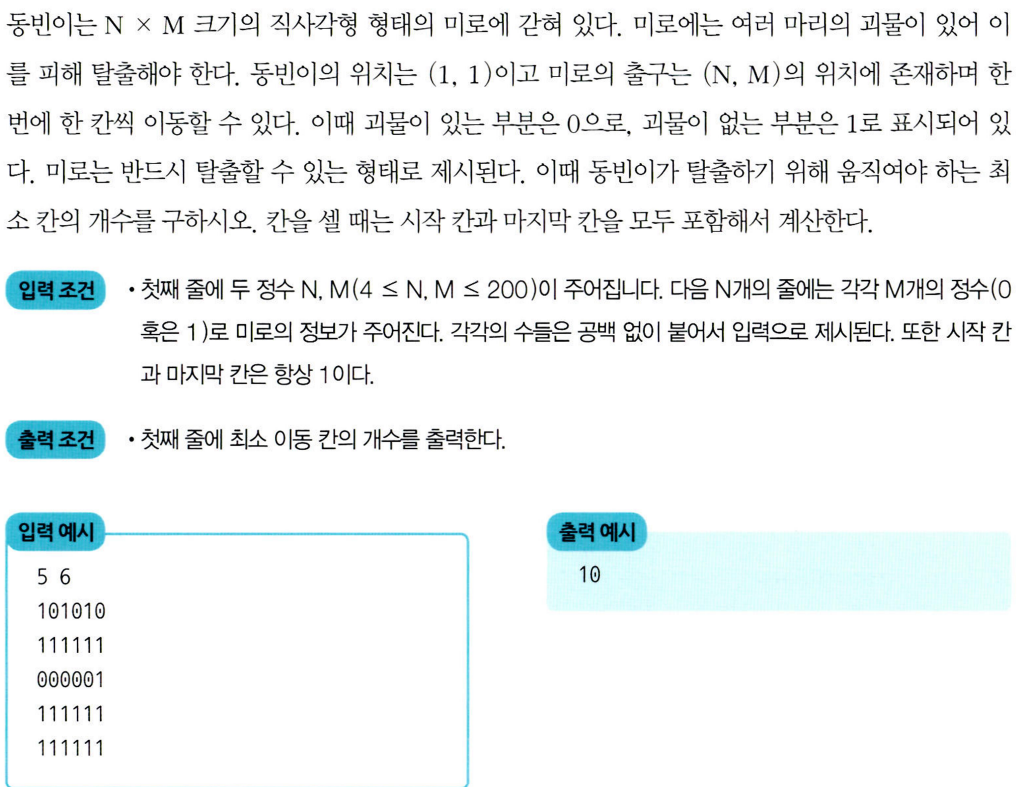 동빈이는 N × M 크기의 직사각형 형태의 미로에 갇혀 있다. 미로에는 여러 마리의 괴물이 있어 이
를 피해 탈출해야 한다. 동빈이의 위치는 (1, 1)이고 미로의 출구는 (N, M)의 위치에 존재하며 한
번에 한 칸씩 이동할 수 있다. 이때 괴물이 있는 부분은 0으로, 괴물이 없는 부분은 1로 표시되어 있
다. 미로는 반드시 탈출할 수 있는 형태로 제시된다. 이때 동빈이가 탈출하기 위해 움직여야 하는 최
소 칸의 개수를 구하시오. 칸을 셀 때는 시작 칸과 마지막 칸을 모두 포함해서 계산한다.
입력 조건 • 첫째 줄에 두 정수 N, M(4 ≤ N, M ≤ 200)이 주어집니다. 다음 N개의 줄에는 각각 M개의 정수(0
혹은 1)로 미로의 정보가 주어진다. 각각의 수들은 공백 없이 붙어서 입력으로 제시된다. 또한 시작 칸
과 마지막 칸은 항상 1이다.
출력 조건 • 첫째 줄에 최소 이동 칸의 개수를 출력한다.
입력 예시
5 6
101010
111111
000001
111111
111111
출력 예시
10